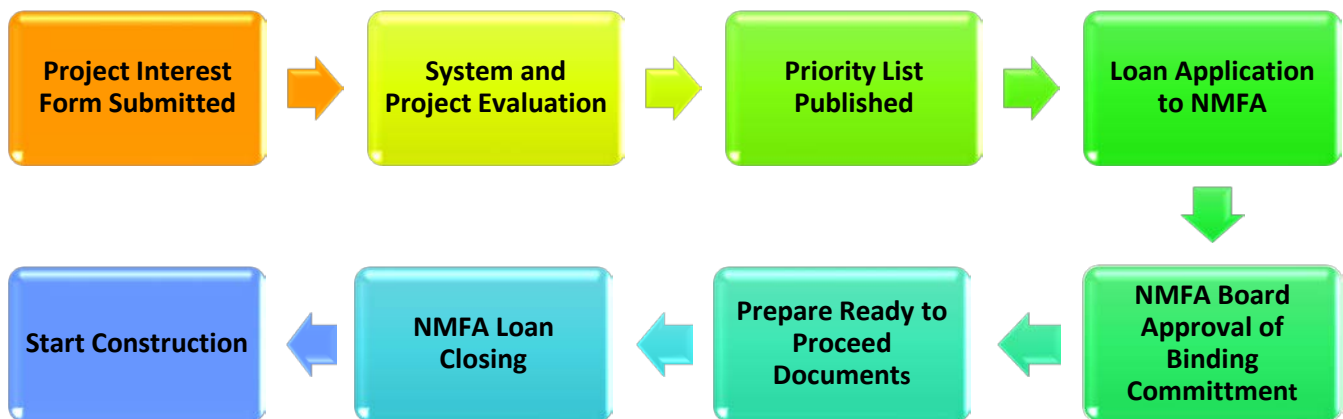 Project Interest
Form Submitted
System and
Project Evaluation
Priority List
Published
Loan Application
to NMFA
NMFA Board
Approval of
Binding
Committment
Prepare Ready to
Proceed
Documents
NMFA Loan
Closing
Start Construction